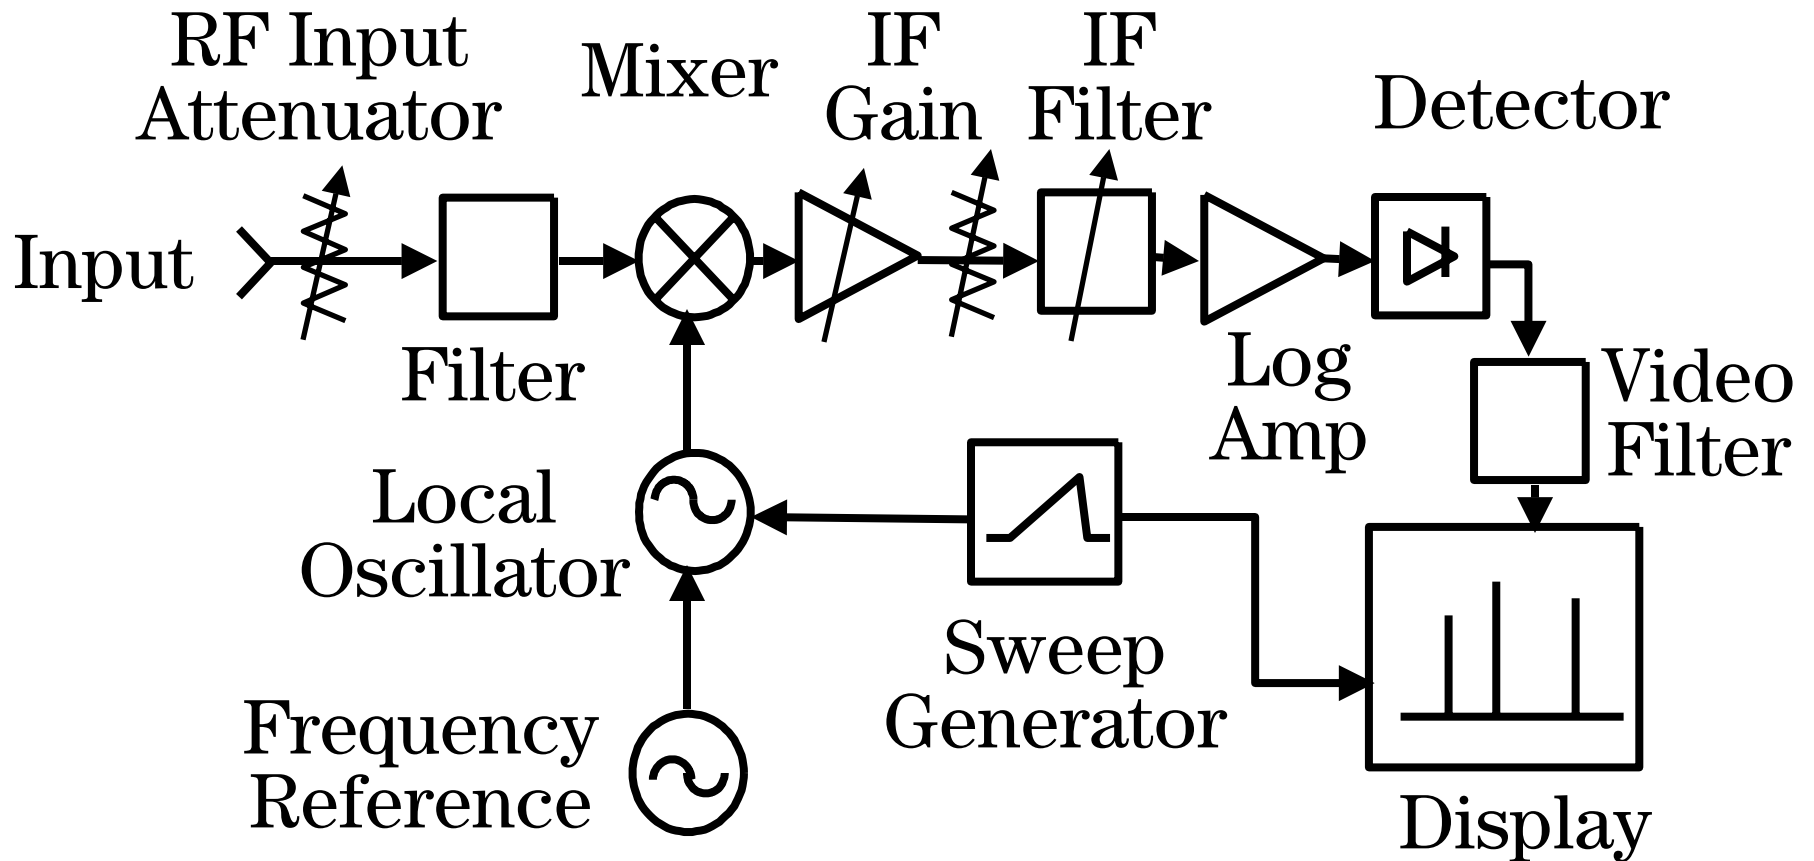 RF Input
Attenuator
Mixer
IF
Gain
IF
Filter
Detector
Input
Filter
Log
Amp
Video
Filter
Local
Oscillator
Sweep
Generator
Frequency
Reference
Display